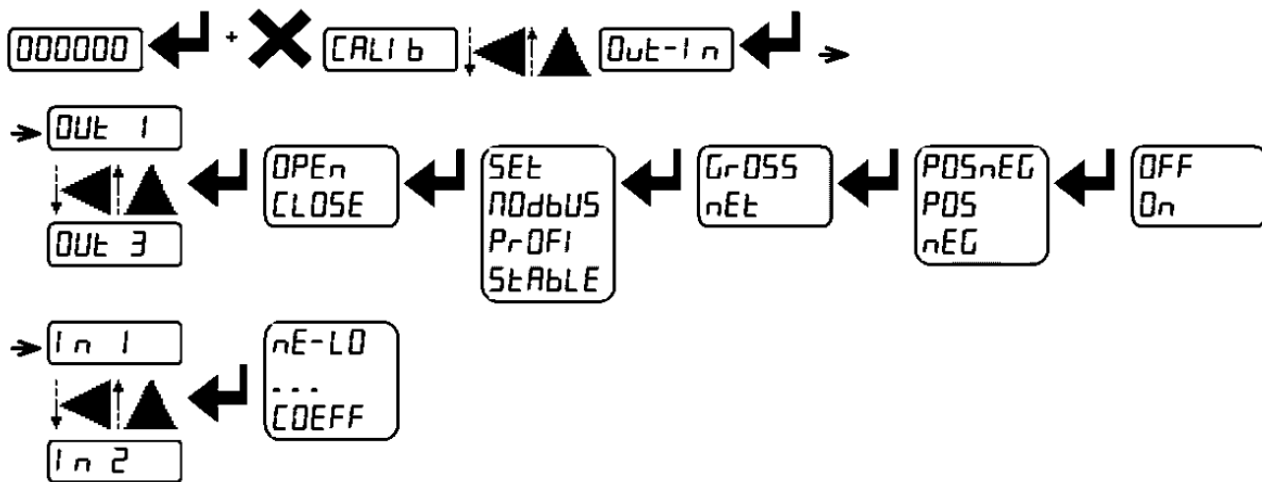 000000 + CALIb Out-In
OUt 1
OPEn
CLOSE
SEt
MOdbUS
PrOFI
StAbLE
GrOSS
nEt
POSnEG
POS
nEG
OFF
On
OUt 3
In 1
nE-LO
...
COEFF
In 2